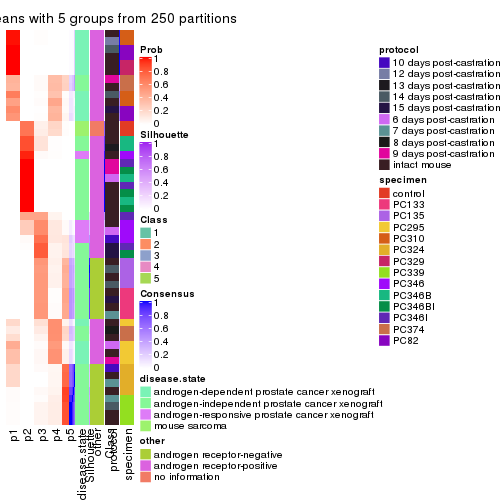 eans with 5 groups from 250 partitions
Prob
1
0.8
0.6
0.4
0.2
0
Silhouette
1
0.8
0.6
0.4
0.2
0
Class
1
2
3
4
5
Consensus
1
0.8
0.6
0.4
0.2
0
disease.state
androgen-dependent prostate cancer xenograft
androgen-independent prostate cancer xenograft
androgen-responsive prostate cancer xenograft
mouse sarcoma
other
androgen receptor-negative
androgen receptor-positive
no information
protocol
10 days post-castration
12 days post-castration
13 days post-castration
14 days post-castration
15 days post-castration
6 days post-castration
7 days post-castration
8 days post-castration
9 days post-castration
intact mouse
specimen
control
PC133
PC135
PC295
PC310
PC324
PC329
PC339
PC346
PC346B
PC346BI
PC346I
PC374
PC82
p1
p2
p3
p4
p5
disease.state
Silhouette
other
Class
protocol
specimen